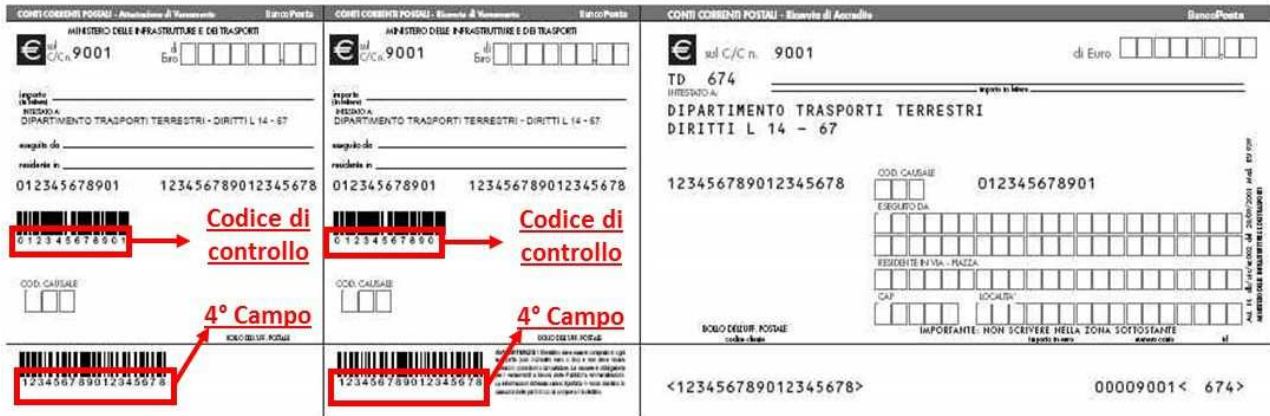 CONTI CORRENTI POSTALI - Attestazione di Versamento BancoPosta
MINISTERO DELLE INFRASTRUTTURE E DEI TRASPORTI
€ sul C/C n. 9001 di Euro
importo
(in lettere)
INTESTATO A:
DIPARTIMENTO TRASPORTI TERRESTRI - DIRITTI L 14 - 67
eseguito da
residente in
012345678901 123456789012345678
012345678901
Codice di
controllo
COD. CAUSALE
4° Campo
BOLLO DELL'UFF. POSTALE
123456789012345678
CONTI CORRENTI POSTALI - Ricevuta di Versamento BancoPosta
MINISTERO DELLE INFRASTRUTTURE E DEI TRASPORTI
€ sul C/C n. 9001 di Euro
importo
(in lettere)
INTESTATO A:
DIPARTIMENTO TRASPORTI TERRESTRI - DIRITTI L 14 - 67
eseguito da
residente in
012345678901 123456789012345678
01234567890
Codice di
controllo
COD. CAUSALE
4° Campo
BOLLO DELL'UFF. POSTALE
123456789012345678
CONTI CORRENTI POSTALI - Ricevuta di Accredito BancoPosta
€ sul C/C n. 9001 di Euro
TD 674
importo in lettere
INTESTATO A:
DIPARTIMENTO TRASPORTI TERRESTRI
DIRITTI L 14 - 67
123456789012345678
COD. CAUSALE
012345678901
ESEGUITO DA
RESIDENTE IN VIA - PIAZZA
CAP LOCALITA'
BOLLO DELL'UFF. POSTALE
codice cliente
IMPORTANTE: NON SCRIVERE NELLA ZONA SOTTOSTANTE
importo in euro numero conto td
<123456789012345678> 00009001< 674>